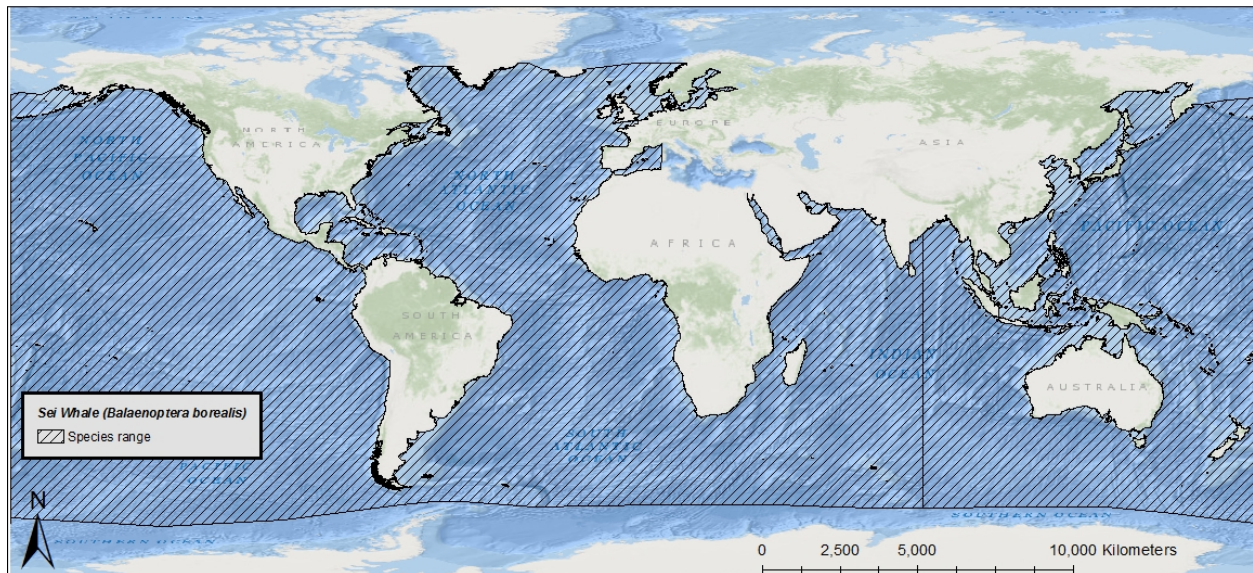 NORTH
PACIFIC
OCEAN
NORTH
AMERICA
NORTH
ATLANTIC
OCEAN
EUROPE
ASIA
AFRICA
PACIFIC OCEAN
SOUTH
AMERICA
INDIAN
OCEAN
AUSTRALIA
Sei Whale (Balaenoptera borealis)
Species range
SOUTH
ATLANTIC
OCEAN
PACIFIC
OCEAN
N
SOUTHERN OCEAN
SOUTHERN OCEAN
0 2,500 5,000 10,000 Kilometers